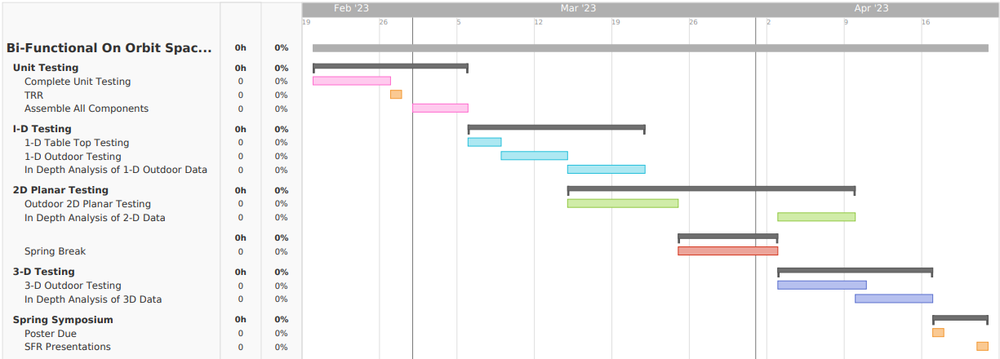 Feb '23 Mar '23 Apr '23
19 26 5 12 19 26 2 9 16
Bi-Functional On Orbit Spac... 0h 0%
Unit Testing 0h 0%
Complete Unit Testing 0 0%
TRR 0 0%
Assemble All Components 0 0%
I-D Testing 0h 0%
1-D Table Top Testing 0 0%
1-D Outdoor Testing 0 0%
In Depth Analysis of 1-D Outdoor Data 0 0%
2D Planar Testing 0h 0%
Outdoor 2D Planar Testing 0 0%
In Depth Analysis of 2-D Data 0 0%
0h 0%
Spring Break 0 0%
3-D Testing 0h 0%
3-D Outdoor Testing 0 0%
In Depth Analysis of 3D Data 0 0%
Spring Symposium 0h 0%
Poster Due 0 0%
SFR Presentations 0 0%